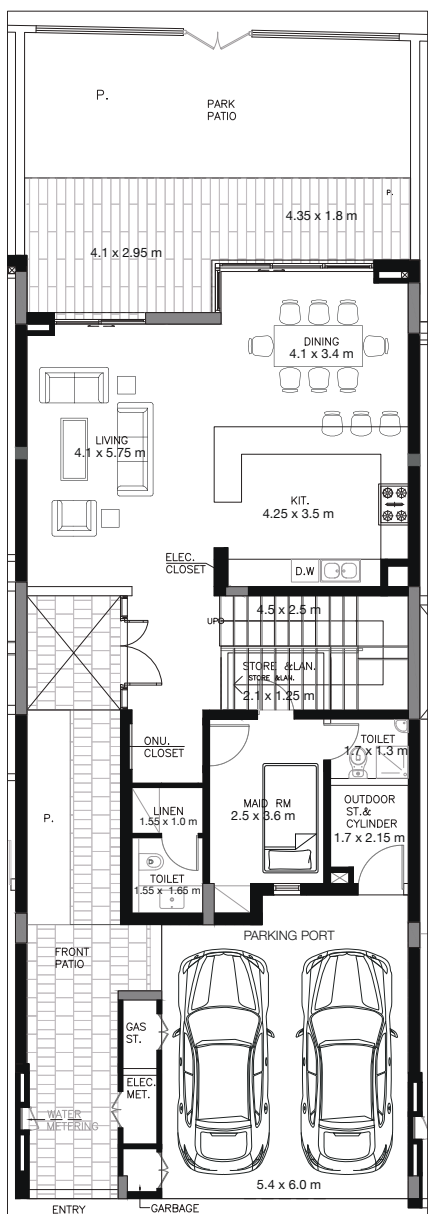 P.
PARK
PATIO
P.
4.35 x 1.8 m
4.1 x 2.95 m
DINING
4.1 x 3.4 m
LIVING
4.1 x 5.75 m
KIT.
4.25 x 3.5 m
ELEC.
CLOSET
D.W
4.5 x 2.5 m
UP
STORE &LAN.
STORE &LAN.
2.1 x 1.25 m
ONU.
CLOSET
TOILET
1.7 x 1.3 m
LINEN
1.55 x 1.0 m
MAID RM
2.5 x 3.6 m
OUTDOOR
ST.&
CYLINDER
1.7 x 2.15 m
P.
TOILET
1.55 x 1.65 m
PARKING PORT
FRONT
PATIO
GAS
ST.
ELEC.
MET.
WATER
METERING
5.4 x 6.0 m
ENTRY
GARBAGE